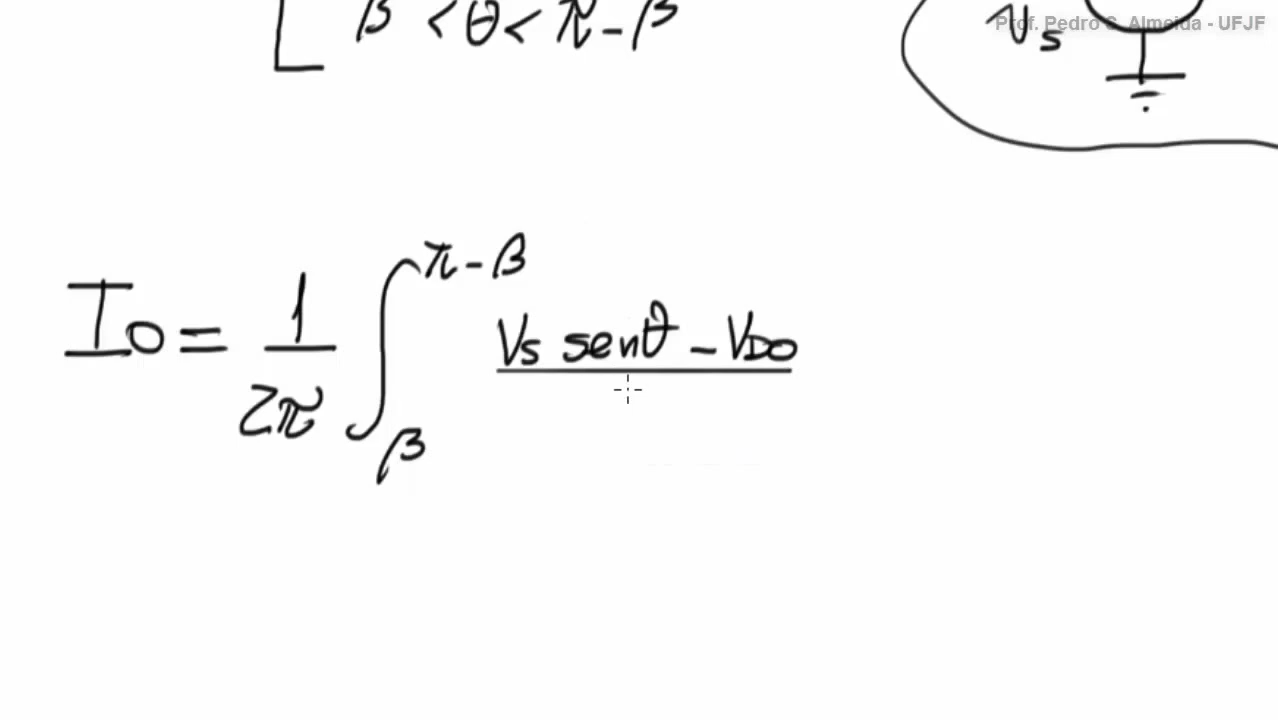 β < θ < π - β
Prof. Pedro S. Almeida - UFJF
Vs
Io = 1/2π ∫β^π-β Vs senθ - VDO